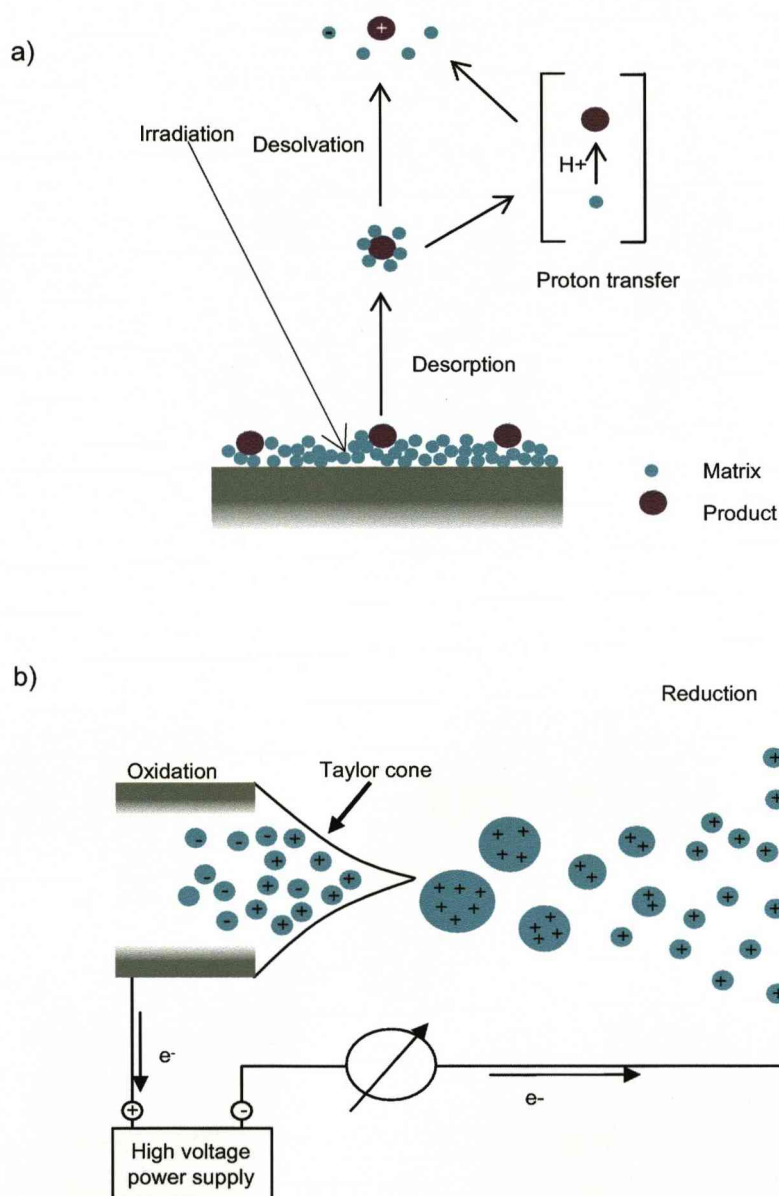 a)
+
-
Irradiation
Desolvation
H+
Proton transfer
Desorption
Matrix
Product
b)
Reduction
Oxidation
Taylor cone
- - + + + + + + + +
- + + + + + + +
- + - + + + + + + + +
- + + + + + + + + +
- + + + + + + + +
e-
e-
+ -
High voltage
power supply